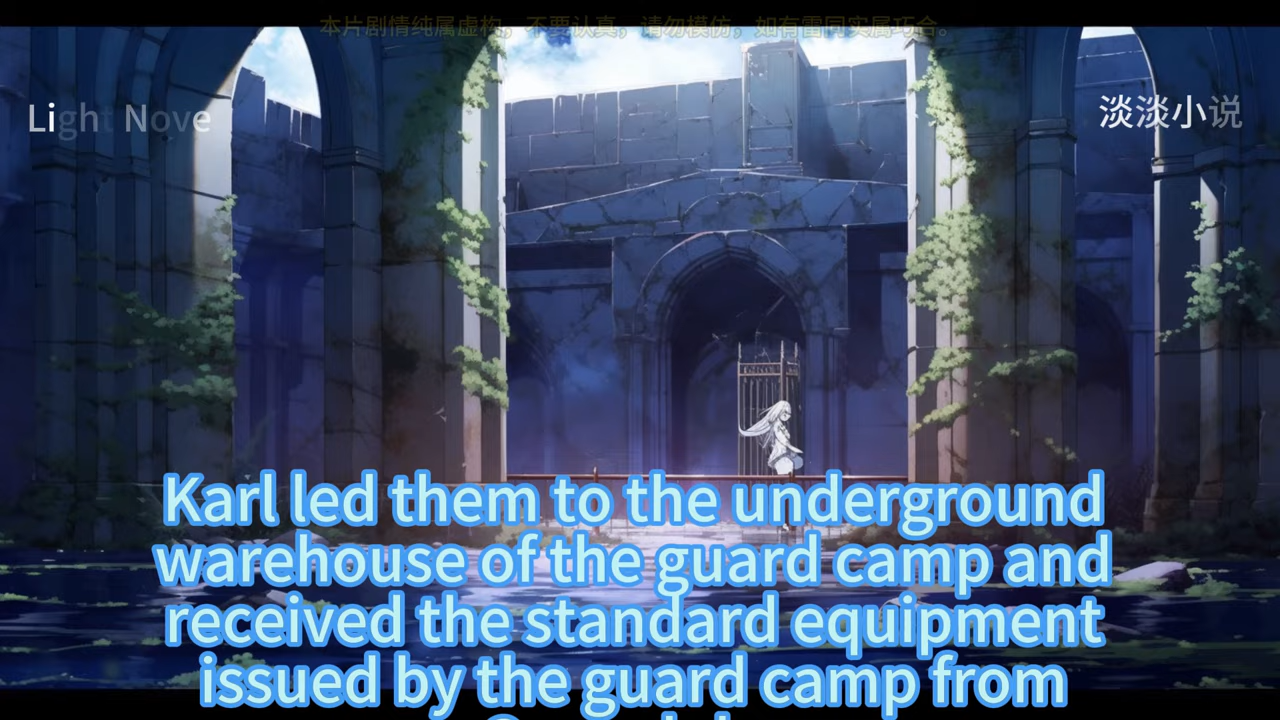 本片剧情纯属虚构，不要认真，请勿模仿，如有雷同实属巧合。
Light Nove
淡淡小说
Karl led them to the underground
warehouse of the guard camp and
received the standard equipment
issued by the guard camp from